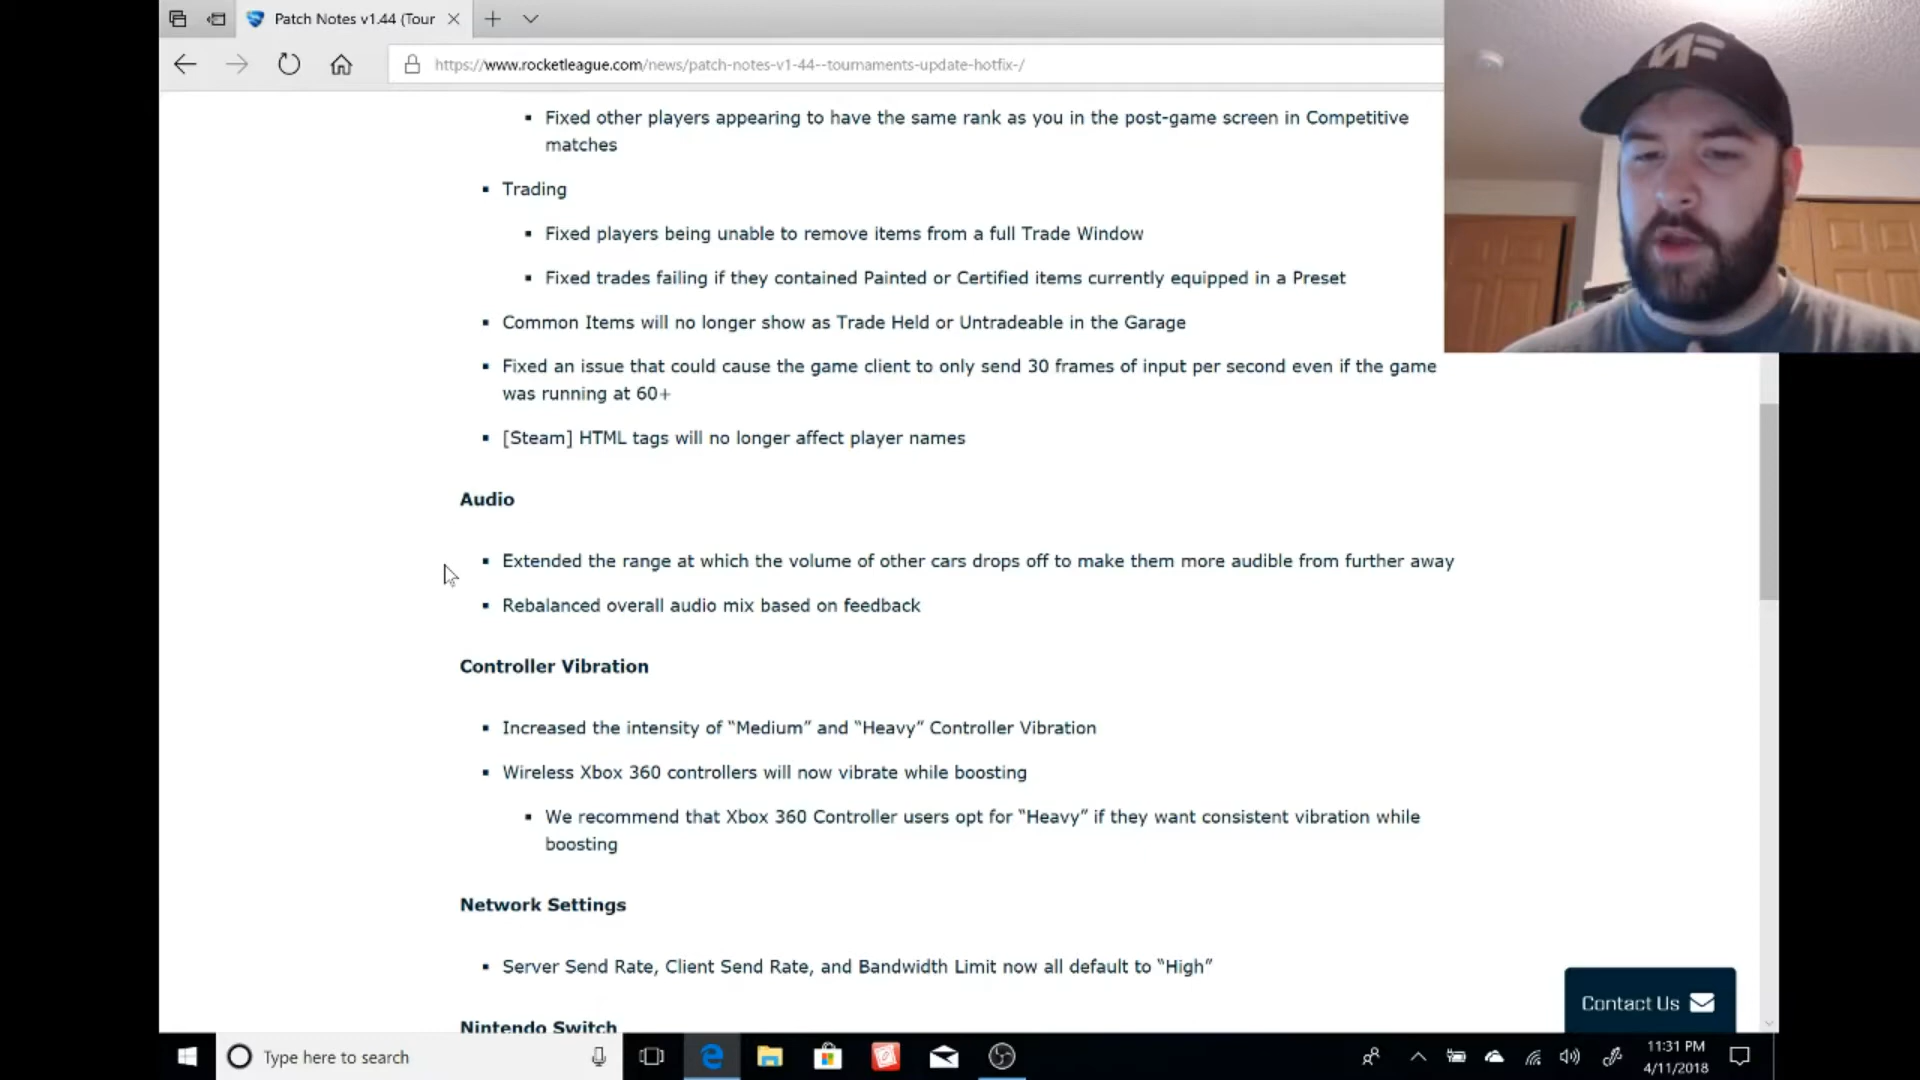 Patch Notes v1.44 (Tour
https://www.rocketleague.com/news/patch-notes-v1-44--tournaments-update-hotfix-/
NF
▪ Fixed other players appearing to have the same rank as you in the post-game screen in Competitive
matches
▪ Trading
▪ Fixed players being unable to remove items from a full Trade Window
▪ Fixed trades failing if they contained Painted or Certified items currently equipped in a Preset
▪ Common Items will no longer show as Trade Held or Untradeable in the Garage
▪ Fixed an issue that could cause the game client to only send 30 frames of input per second even if the game
was running at 60+
▪ [Steam] HTML tags will no longer affect player names
Audio
▪ Extended the range at which the volume of other cars drops off to make them more audible from further away
▪ Rebalanced overall audio mix based on feedback
Controller Vibration
▪ Increased the intensity of “Medium” and “Heavy” Controller Vibration
▪ Wireless Xbox 360 controllers will now vibrate while boosting
▪ We recommend that Xbox 360 Controller users opt for “Heavy” if they want consistent vibration while
boosting
Network Settings
▪ Server Send Rate, Client Send Rate, and Bandwidth Limit now all default to “High”
Contact Us
Nintendo Switch
Type here to search
11:31 PM
4/11/2018